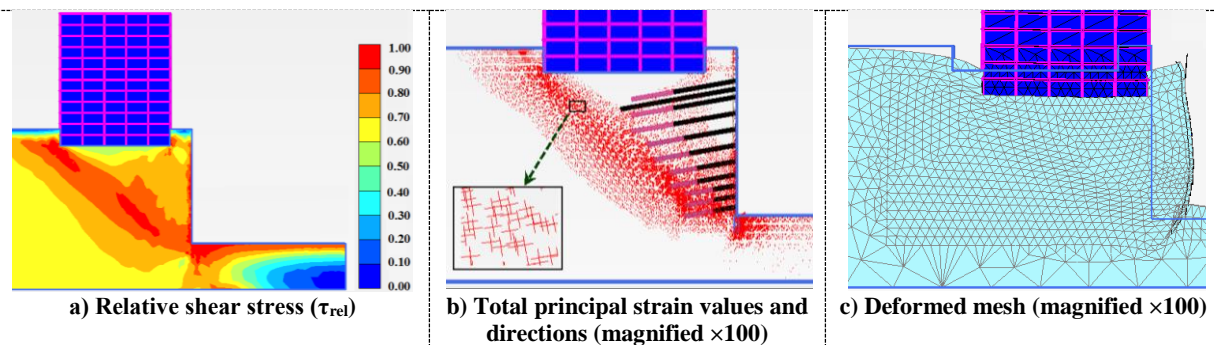 1.00
0.90
0.80
0.70
0.60
0.50
0.40
0.30
0.20
0.10
0.00
a) Relative shear stress (τrel)
b) Total principal strain values and
directions (magnified ×100)
c) Deformed mesh (magnified ×100)